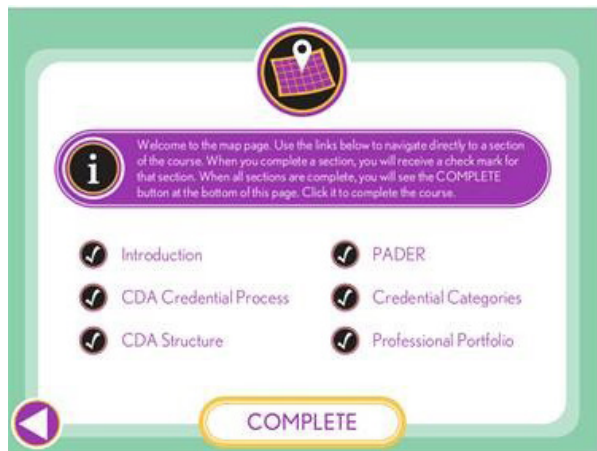 Welcome to the map page. Use the links below to navigate directly to a section
of the course. When you complete a section, you will receive a check mark for
that section. When all sections are complete, you will see the COMPLETE
button at the bottom of this page. Click it to complete the course.
Introduction
CDA Credential Process
CDA Structure
PADER
Credential Categories
Professional Portfolio
COMPLETE